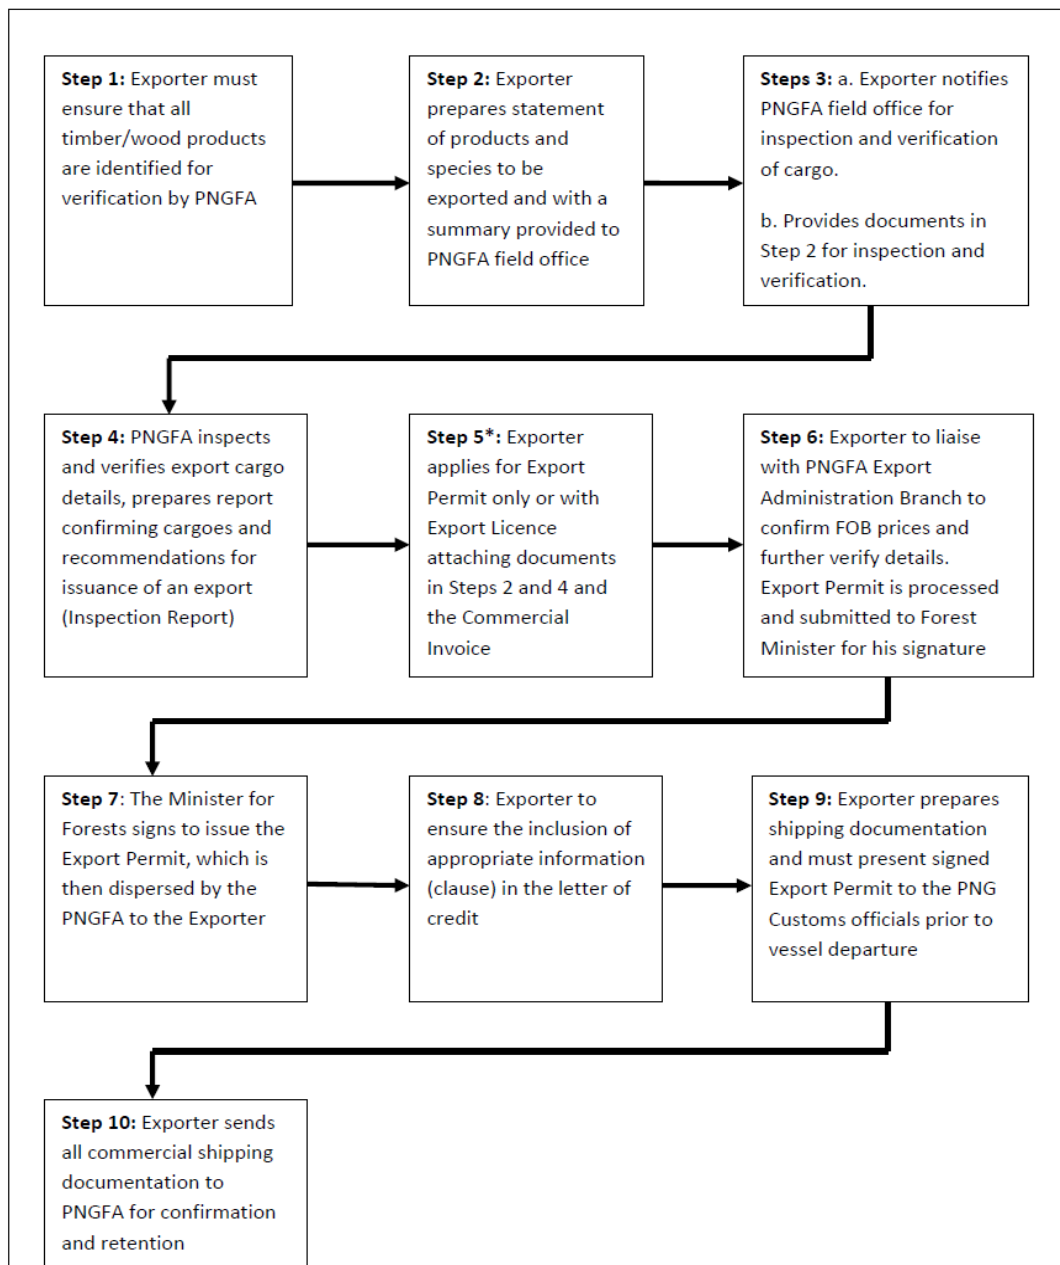 Step 1: Exporter must
ensure that all
timber/wood products
are identified for
verification by PNGFA
Step 2: Exporter
prepares statement
of products and
species to be
exported and with a
summary provided to
PNGFA field office
Steps 3: a. Exporter notifies
PNGFA field office for
inspection and verification
of cargo.
b. Provides documents in
Step 2 for inspection and
verification.
Step 4: PNGFA inspects
and verifies export cargo
details, prepares report
confirming cargoes and
recommendations for
issuance of an export
(Inspection Report)
Step 5*: Exporter
applies for Export
Permit only or with
Export Licence
attaching documents
in Steps 2 and 4 and
the Commercial
Invoice
Step 6: Exporter to liaise
with PNGFA Export
Administration Branch to
confirm FOB prices and
further verify details.
Export Permit is processed
and submitted to Forest
Minister for his signature
Step 7: The Minister for
Forests signs to issue the
Export Permit, which is
then dispersed by the
PNGFA to the Exporter
Step 8: Exporter to
ensure the inclusion of
appropriate information
(clause) in the letter of
credit
Step 9: Exporter prepares
shipping documentation
and must present signed
Export Permit to the PNG
Customs officials prior to
vessel departure
Step 10: Exporter sends
all commercial shipping
documentation to
PNGFA for confirmation
and retention